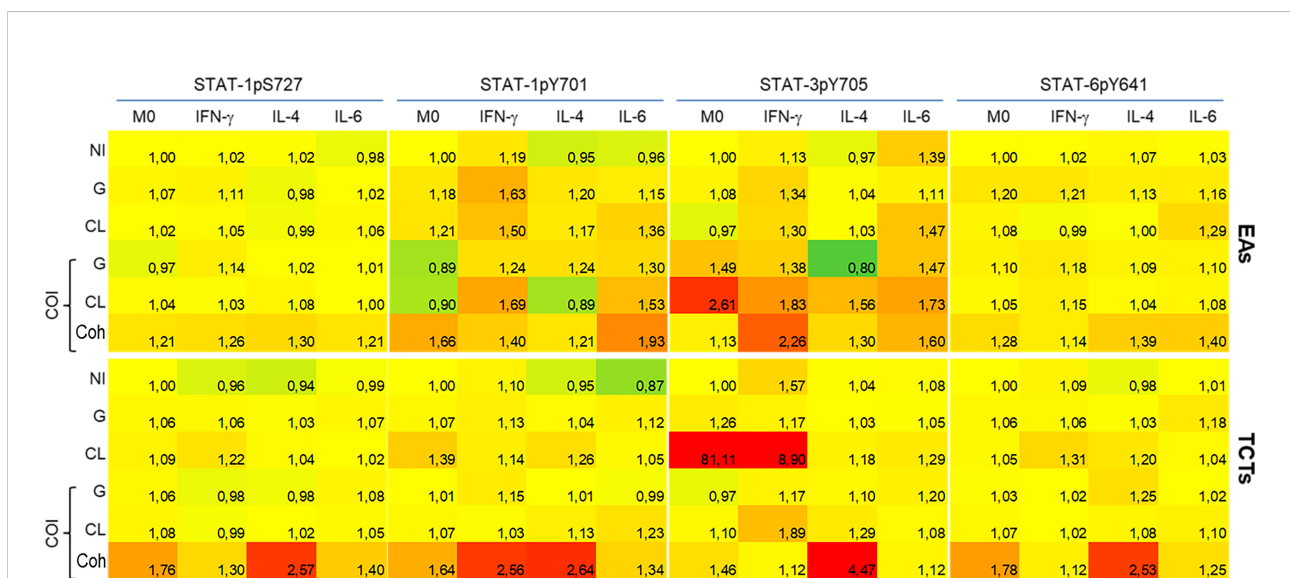 STAT-1pS727 STAT-1pY701 STAT-3pY705 STAT-6pY641
M0 IFN-γ IL-4 IL-6 M0 IFN-γ IL-4 IL-6 M0 IFN-γ IL-4 IL-6 M0 IFN-γ IL-4 IL-6
NI 1,00 1,02 1,02 0,98 1,00 1,19 0,95 0,96 1,00 1,13 0,97 1,39 1,00 1,02 1,07 1,03
G 1,07 1,11 0,98 1,02 1,18 1,63 1,20 1,15 1,08 1,34 1,04 1,11 1,20 1,21 1,13 1,16
CL 1,02 1,05 0,99 1,06 1,21 1,50 1,17 1,36 0,97 1,30 1,03 1,47 1,08 0,99 1,00 1,29
G 0,97 1,14 1,02 1,01 0,89 1,24 1,24 1,30 1,49 1,38 0,80 1,47 1,10 1,18 1,09 1,10
CL 1,04 1,03 1,08 1,00 0,90 1,69 0,89 1,53 2,61 1,83 1,56 1,73 1,05 1,15 1,04 1,08
Coh 1,21 1,26 1,30 1,21 1,66 1,40 1,21 1,93 1,13 2,26 1,30 1,60 1,28 1,14 1,39 1,40
COI
EAs
NI 1,00 0,96 0,94 0,99 1,00 1,10 0,95 0,87 1,00 1,57 1,04 1,08 1,00 1,09 0,98 1,01
G 1,06 1,06 1,03 1,07 1,07 1,13 1,04 1,12 1,26 1,17 1,03 1,05 1,06 1,06 1,03 1,18
CL 1,09 1,22 1,04 1,02 1,39 1,14 1,26 1,05 81,11 8,90 1,18 1,29 1,05 1,31 1,20 1,04
G 1,06 0,98 0,98 1,08 1,01 1,15 1,01 0,99 0,97 1,17 1,10 1,20 1,03 1,02 1,25 1,02
CL 1,08 0,99 1,02 1,05 1,07 1,03 1,13 1,23 1,10 1,89 1,29 1,08 1,07 1,02 1,08 1,10
Coh 1,76 1,30 2,57 1,40 1,64 2,56 2,64 1,34 1,46 1,12 4,47 1,12 1,78 1,12 2,53 1,25
COI
TCTs